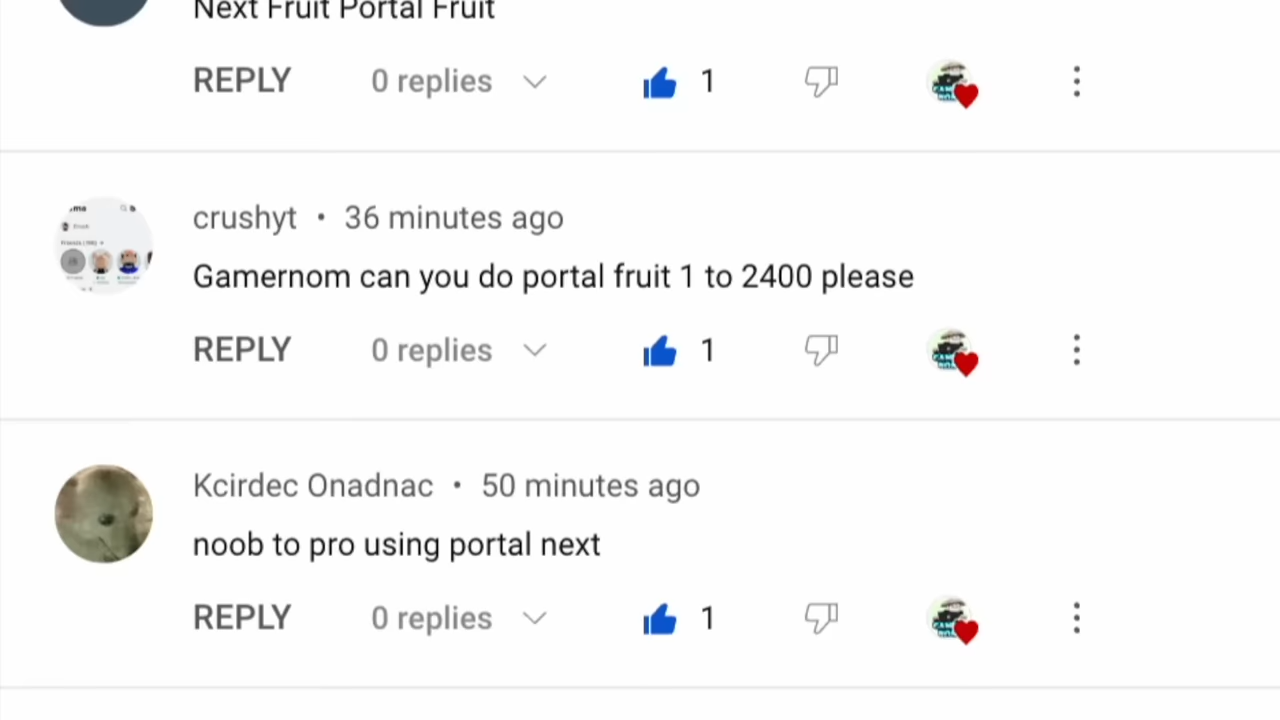 Next Fruit Portal Fruit
REPLY 0 replies 1
crushyt • 36 minutes ago
Gamernom can you do portal fruit 1 to 2400 please
REPLY 0 replies 1
Kcirdec Onadnac • 50 minutes ago
noob to pro using portal next
REPLY 0 replies 1